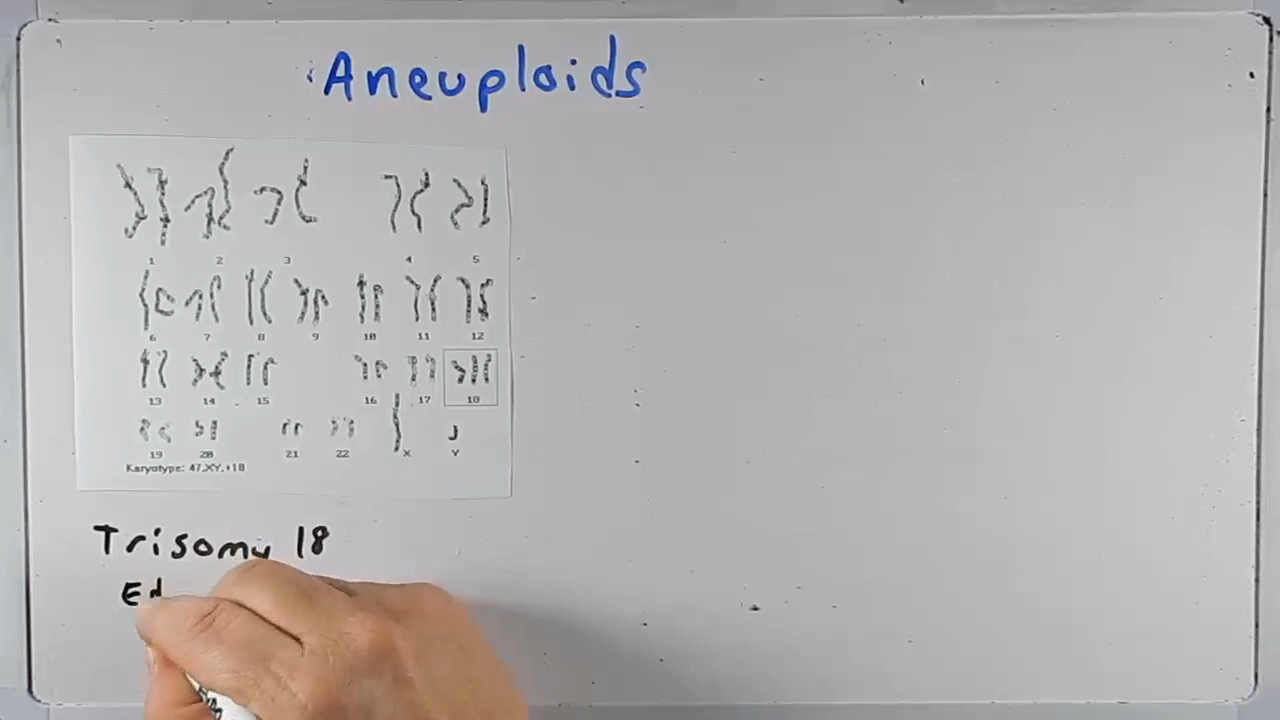 Aneuploids
1 2 3 4 5
6 7 8 9 10 11 12
13 14 15 16 17 18
19 20 21 22 X Y
Karyotype: 47,XY,+18
Trisomy 18
Ed